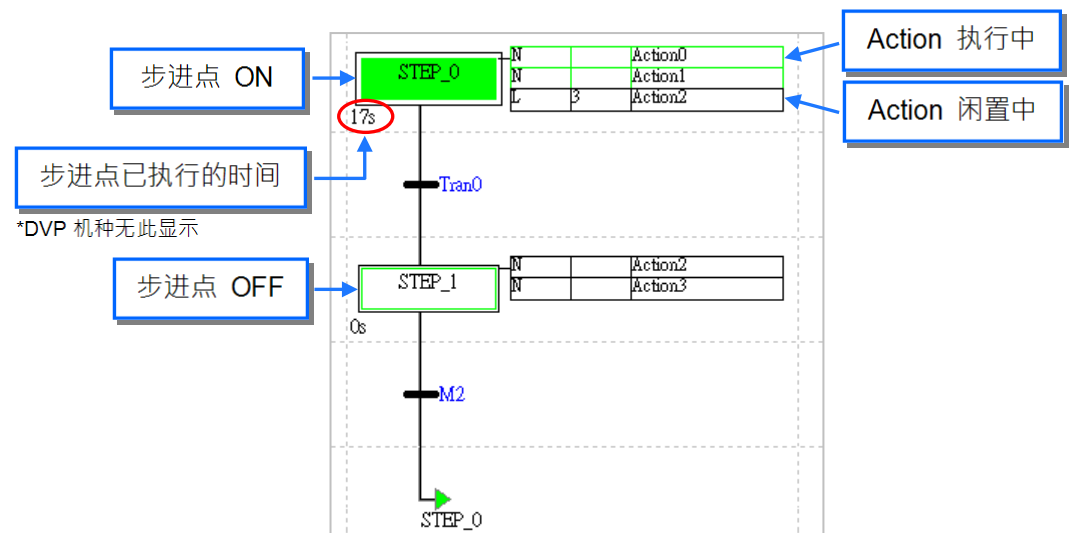 Action 执行中
N Action0
步进点 ON
STEP_0
N Action1
L 3 Action2
Action 闲置中
17s
步进点已执行的时间
Tran0
*DVP 机种无此显示
N Action2
步进点 OFF
STEP_1
N Action3
0s
M2
STEP_0